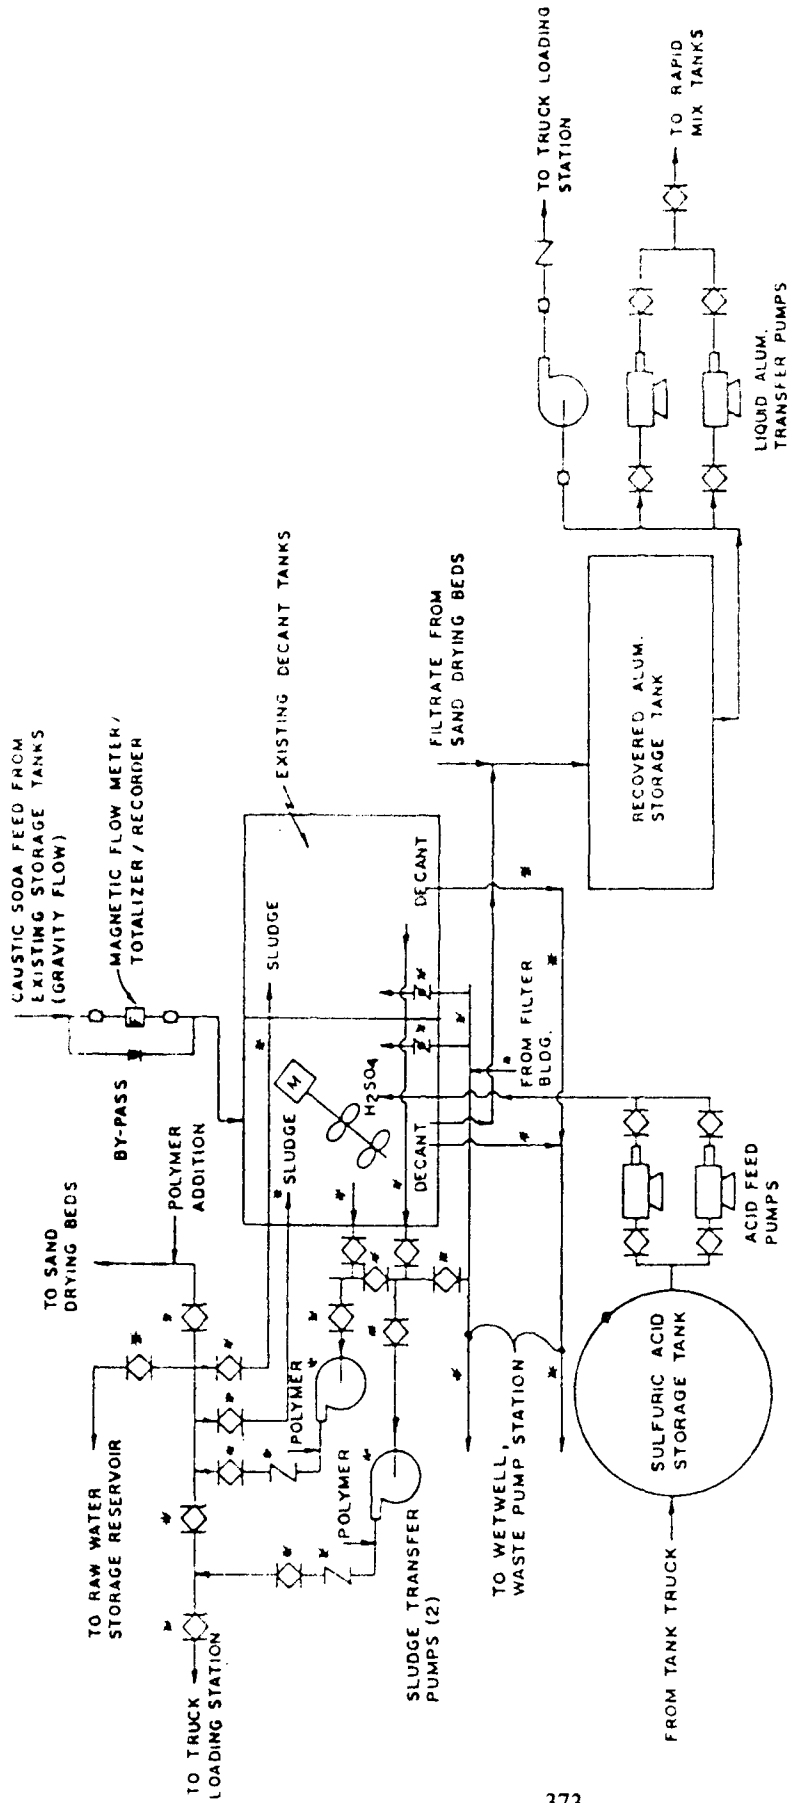 CAUSTIC SODA FEED FROM
EXISTING STORAGE TANKS
(GRAVITY FLOW)
MAGNETIC FLOW METER/
TOTALIZER / RECORDER
BY-PASS
POLYMER
ADDITION
TO SAND
DRYING BEDS
TO RAW WATER
STORAGE RESERVOIR
TO TRUCK
LOADING STATION
SLUDGE
SLUDGE
M
H2SO4
DECANT
DECANT
EXISTING DECANT TANKS
POLYMER
POLYMER
SLUDGE TRANSFER
PUMPS (2)
FILTRATE FROM
SAND DRYING BEDS
FROM FILTER
BLDG.
TO WETWELL,
WASTE PUMP STATION
RECOVERED ALUM.
STORAGE TANK
TO TRUCK LOADING
STATION
TO RAPID
MIX TANKS
LIQUID ALUM.
TRANSFER PUMPS
ACID FEED
PUMPS
SULFURIC ACID
STORAGE TANK
FROM TANK TRUCK
373